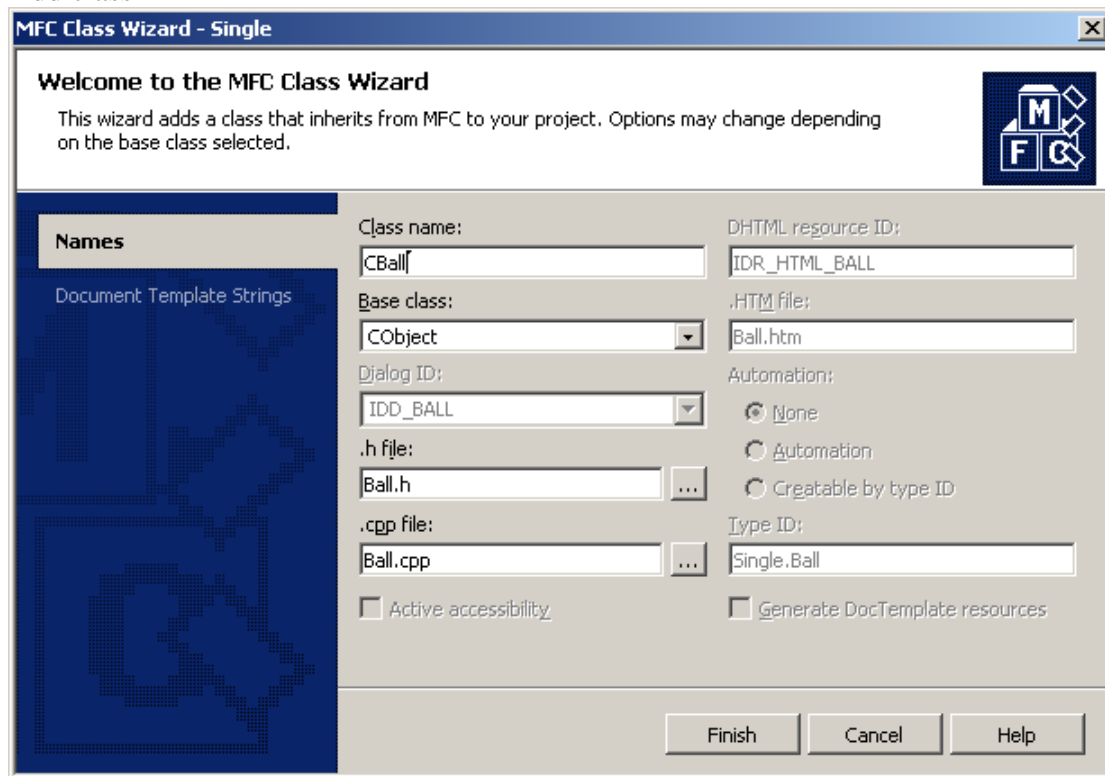 MFC Class Wizard - Single
Welcome to the MFC Class Wizard
This wizard adds a class that inherits from MFC to your project. Options may change depending
on the base class selected.
M
F C
Names
Document Template Strings
Class name:
CBall
Base class:
CObject
Dialog ID:
IDD_BALL
.h file:
Ball.h
...
.cpp file:
Ball.cpp
...
Active accessibility
DHTML resource ID:
IDR_HTML_BALL
.HTM file:
Ball.htm
Automation:
None
Automation
Creatable by type ID
Type ID:
Single.Ball
Generate DocTemplate resources
Finish
Cancel
Help